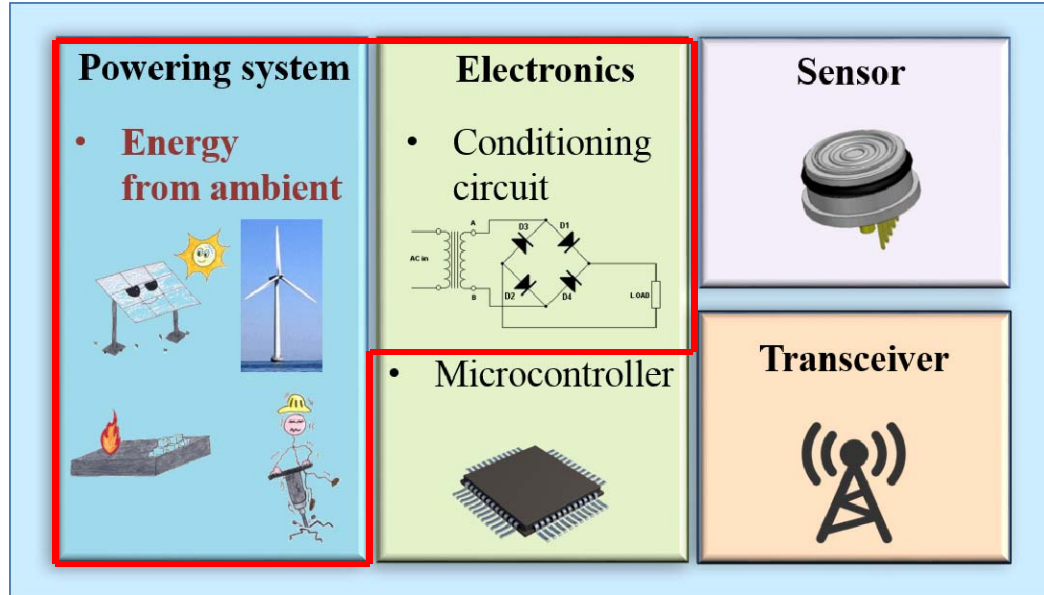 Powering system
• Energy
from ambient
Electronics
• Conditioning
circuit
A
D3
D1
AC in
D2
D4
LOAD
B
• Microcontroller
Sensor
Transceiver